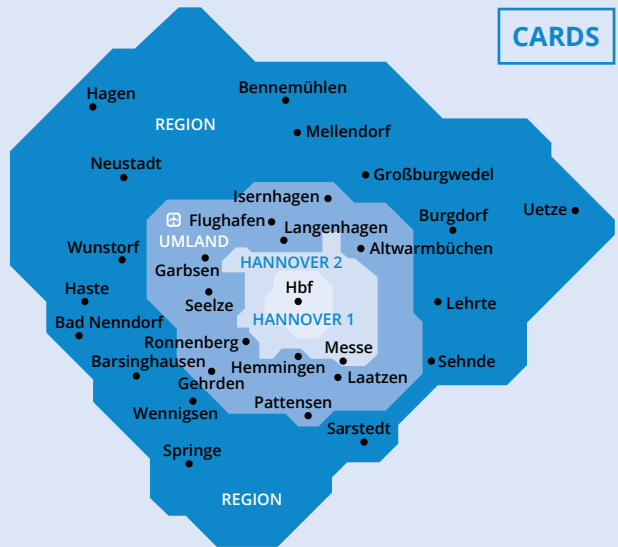 CARDS
Hagen
Bennemühlen
REGION
Mellendorf
Neustadt
Großburgwedel
Isernhagen
Uetze
Flughafen
Langenhagen
Burgdorf
UMLAND
Wunstorf
Altwarmbüchen
Garbsen
HANNOVER 2
Haste
Hbf
Seelze
Lehrte
Bad Nenndorf
HANNOVER 1
Ronnenberg
Messe
Barsinghausen
Hemmingen
Sehnde
Gehrden
Laatzen
Wennigsen
Pattensen
Sarstedt
Springe
REGION